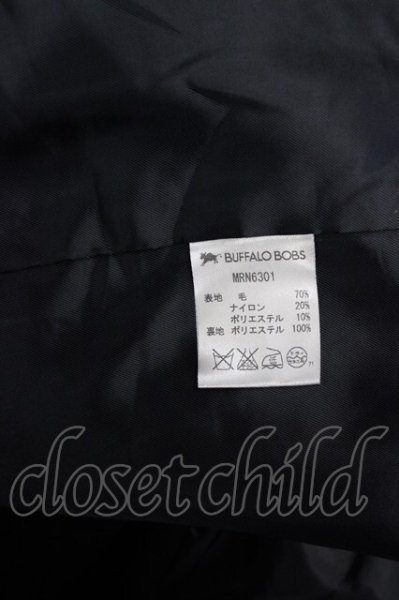 BUFFALO BOBS
MRN6301
表地 毛 70%
ナイロン 20%
ポリエステル 10%
裏地 ポリエステル 100%
closetchild